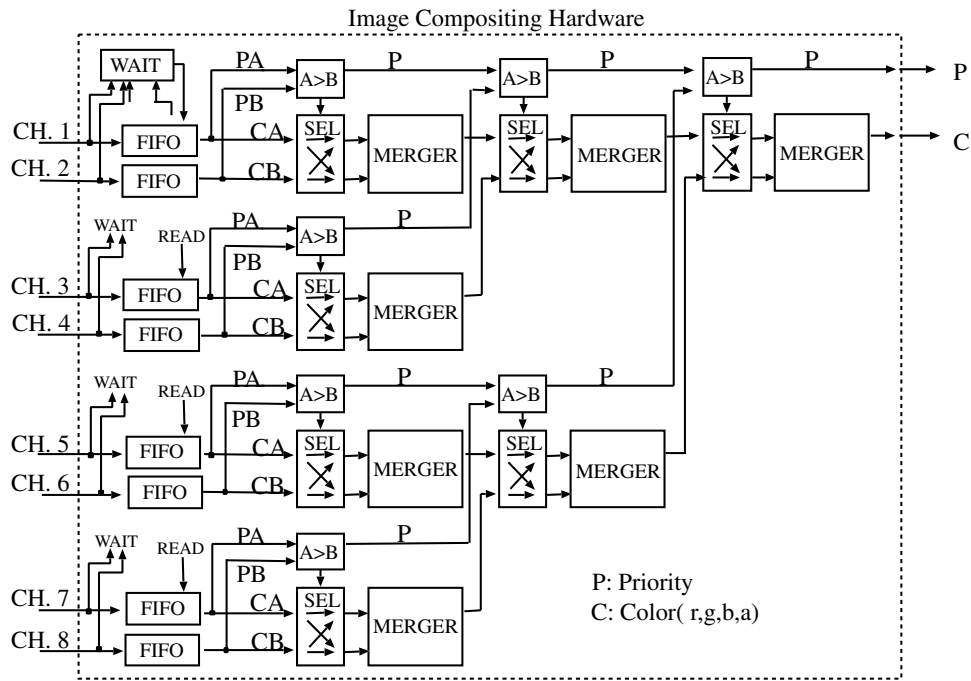 Image Compositing Hardware
WAIT
PA
A>B
P
A>B
P
A>B
P
P
PB
CH. 1
FIFO
CA
SEL
MERGER
SEL
MERGER
SEL
MERGER
C
CH. 2
FIFO
CB
WAIT
READ
PA
A>B
P
PB
CH. 3
FIFO
CA
SEL
MERGER
CH. 4
FIFO
CB
WAIT
READ
PA
A>B
P
A>B
P
PB
CH. 5
FIFO
CA
SEL
MERGER
SEL
MERGER
CH. 6
FIFO
CB
WAIT
READ
PA
A>B
P
PB
CH. 7
FIFO
CA
SEL
MERGER
CH. 8
FIFO
CB
P: Priority
C: Color( r,g,b,a)